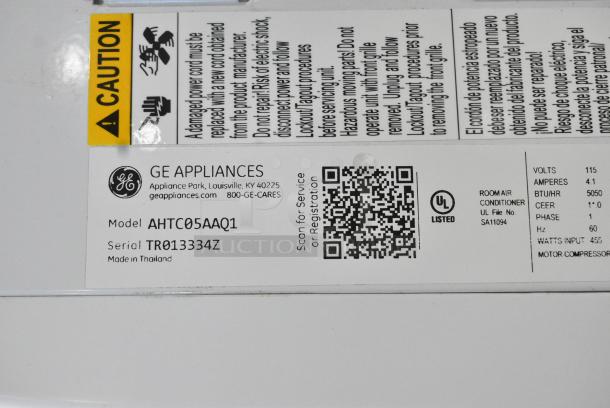 CAUTION
A damaged power cord must be
replaced with a new cord obtained
from the product manufacturer.
Do not repair! Risk of electric shock,
disconnect power and follow
Lockout/Tagout procedures
before servicing unit.
Hazardous moving parts! Do not
operate unit with front grille
removed. Unplug and follow
Lockout/Tagout procedures prior
to removing the front grille.
El cordón de potencia estropeado
debe ser reemplazado por un nuevo
obtenido del fabricante del producto.
¡No puede ser reparado!
Riesgo de choque eléctrico,
desconecte la potencia y siga el
proceso de cierre (retirado)
GE APPLIANCES
Appliance Park, Louisville, KY 40225
geappliances.com 800-GE-CARES
Model AHTC05AAQ1
Serial TR013334Z
Made in Thailand
Scan for Service
or Registration
UL
LISTED
ROOM AIR
CONDITIONER
UL File No
SA11094
VOLTS 115
AMPERES 4.1
BTU/HR 5050
CEER 11.0
PHASE 1
Hz 60
WATTS INPUT 455
MOTOR COMPRESSOR